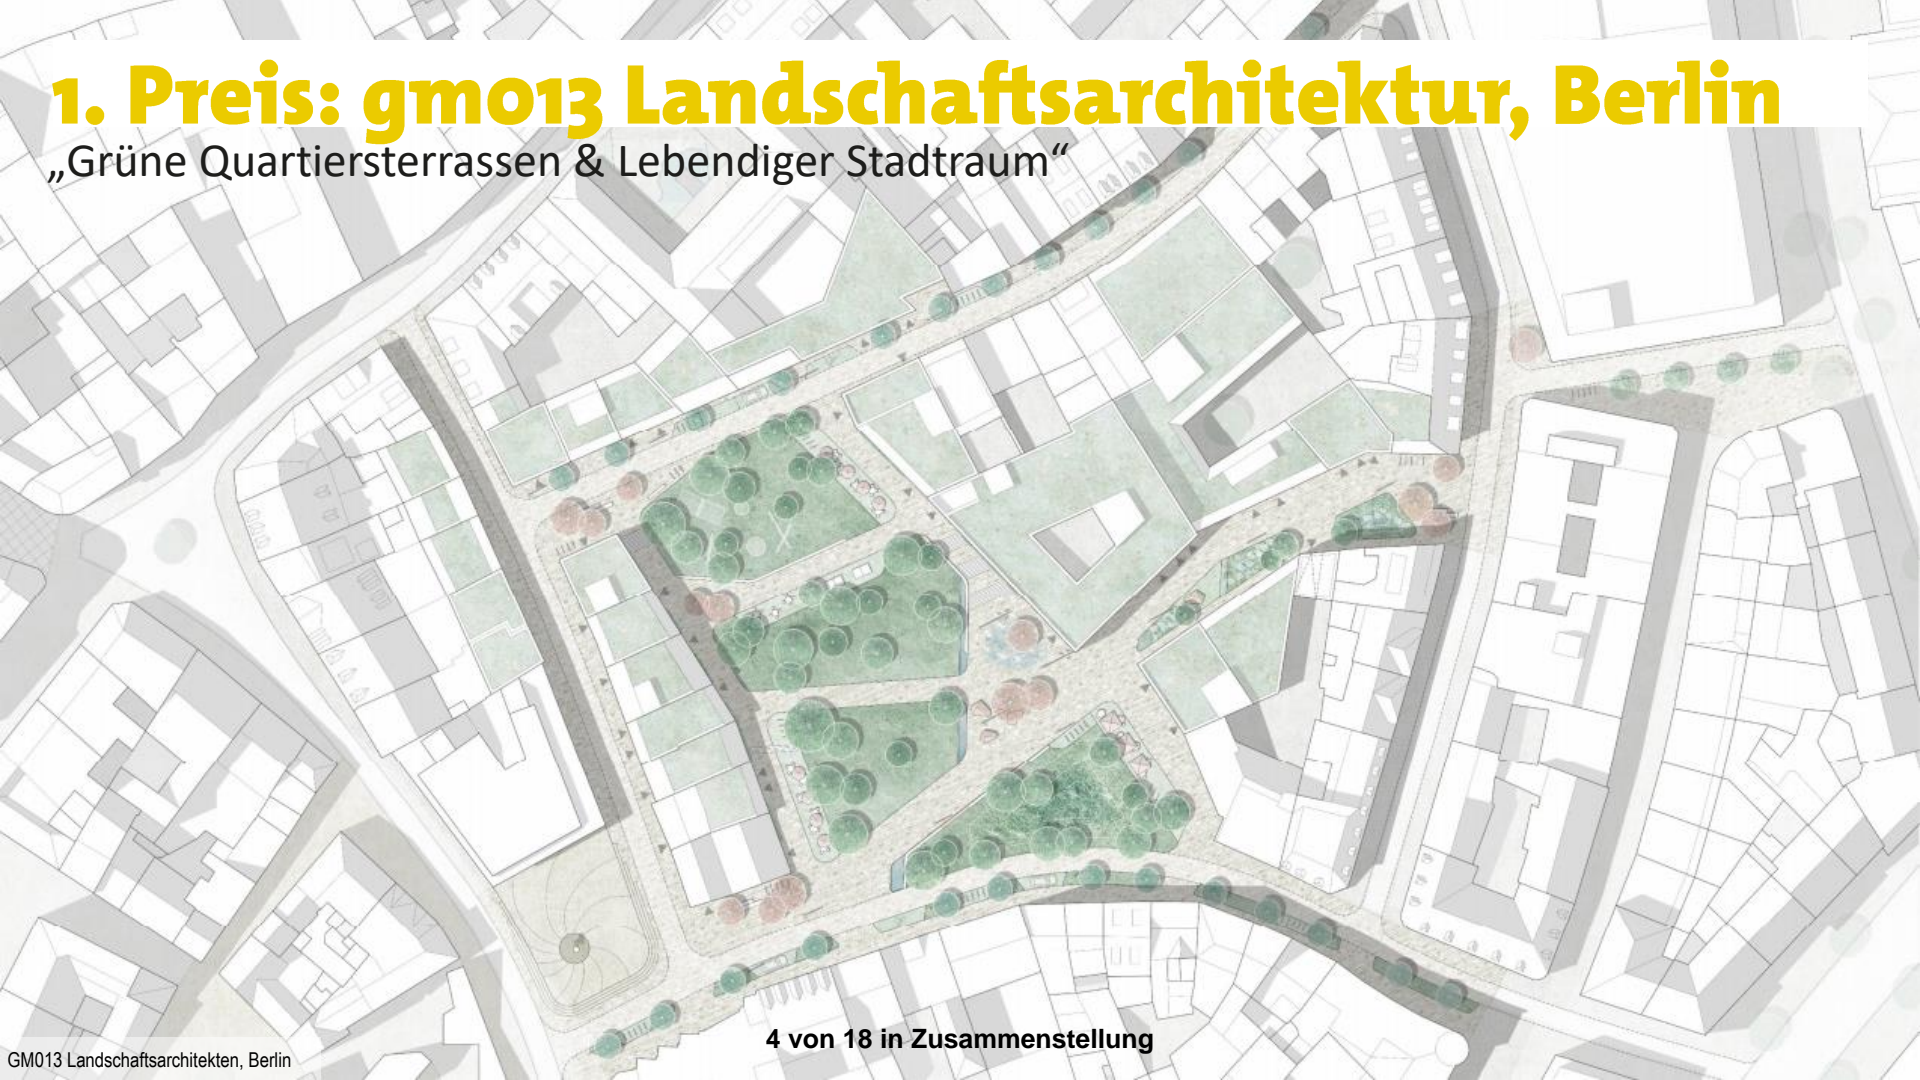 1. Preis: gm013 Landschaftsarchitektur, Berlin
„Grüne Quartiersterrassen & Lebendiger Stadtraum“
4 von 18 in Zusammenstellung
GM013 Landschaftsarchitekten, Berlin